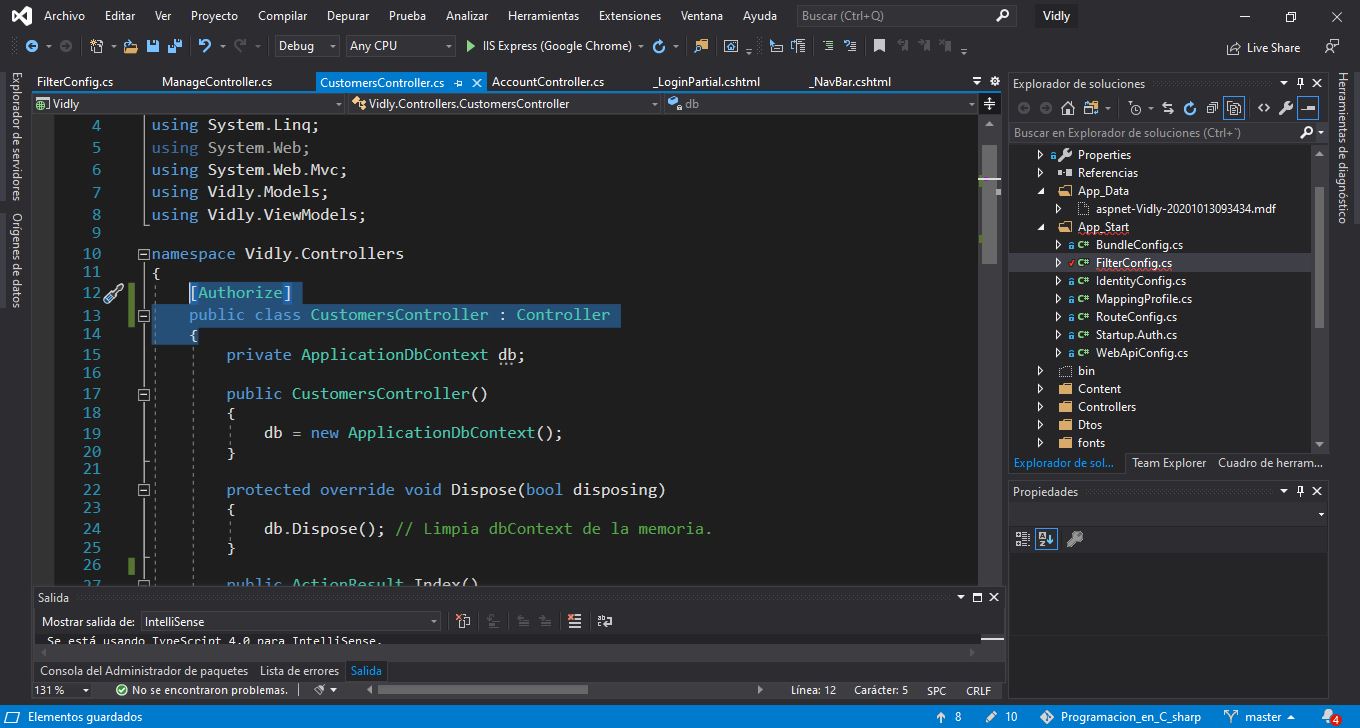 Archivo Editar Ver Proyecto Compilar Depurar Prueba Analizar Herramientas Extensiones Ventana Ayuda Buscar (Ctrl+Q) Vidly
Debug Any CPU IIS Express (Google Chrome) Live Share
Explorador de servidores
Orígenes de datos
FilterConfig.cs ManageController.cs CustomersController.cs AccountController.cs _LoginPartial.cshtml _NavBar.cshtml
Vidly Vidly.Controllers.CustomersController db
4 using System.Linq;
5 using System.Web;
6 using System.Web.Mvc;
7 using Vidly.Models;
8 using Vidly.ViewModels;
9
10 namespace Vidly.Controllers
11 {
12 [Authorize]
13 public class CustomersController : Controller
14 {
15 private ApplicationDbContext db;
16
17 public CustomersController()
18 {
19 db = new ApplicationDbContext();
20 }
21
22 protected override void Dispose(bool disposing)
23 {
24 db.Dispose(); // Limpia dbContext de la memoria.
25 }
26
27 public ActionResult Index()
Salida
Mostrar salida de: IntelliSense
Se está usando TypeScript 4.0 para IntelliSense.
Consola del Administrador de paquetes Lista de errores Salida
131 % No se encontraron problemas. Línea: 12 Carácter: 5 SPC CRLF
Explorador de soluciones
Buscar en Explorador de soluciones (Ctrl+´)
Properties
Referencias
App_Data
aspnet-Vidly-20201013093434.mdf
App_Start
C# BundleConfig.cs
C# FilterConfig.cs
C# IdentityConfig.cs
C# MappingProfile.cs
C# RouteConfig.cs
C# Startup.Auth.cs
C# WebApiConfig.cs
bin
Content
Controllers
Dtos
fonts
Explorador de sol... Team Explorer Cuadro de herram...
Propiedades
Herramientas de diagnóstico
Elementos guardados 8 10 Programacion_en_C_sharp master 4